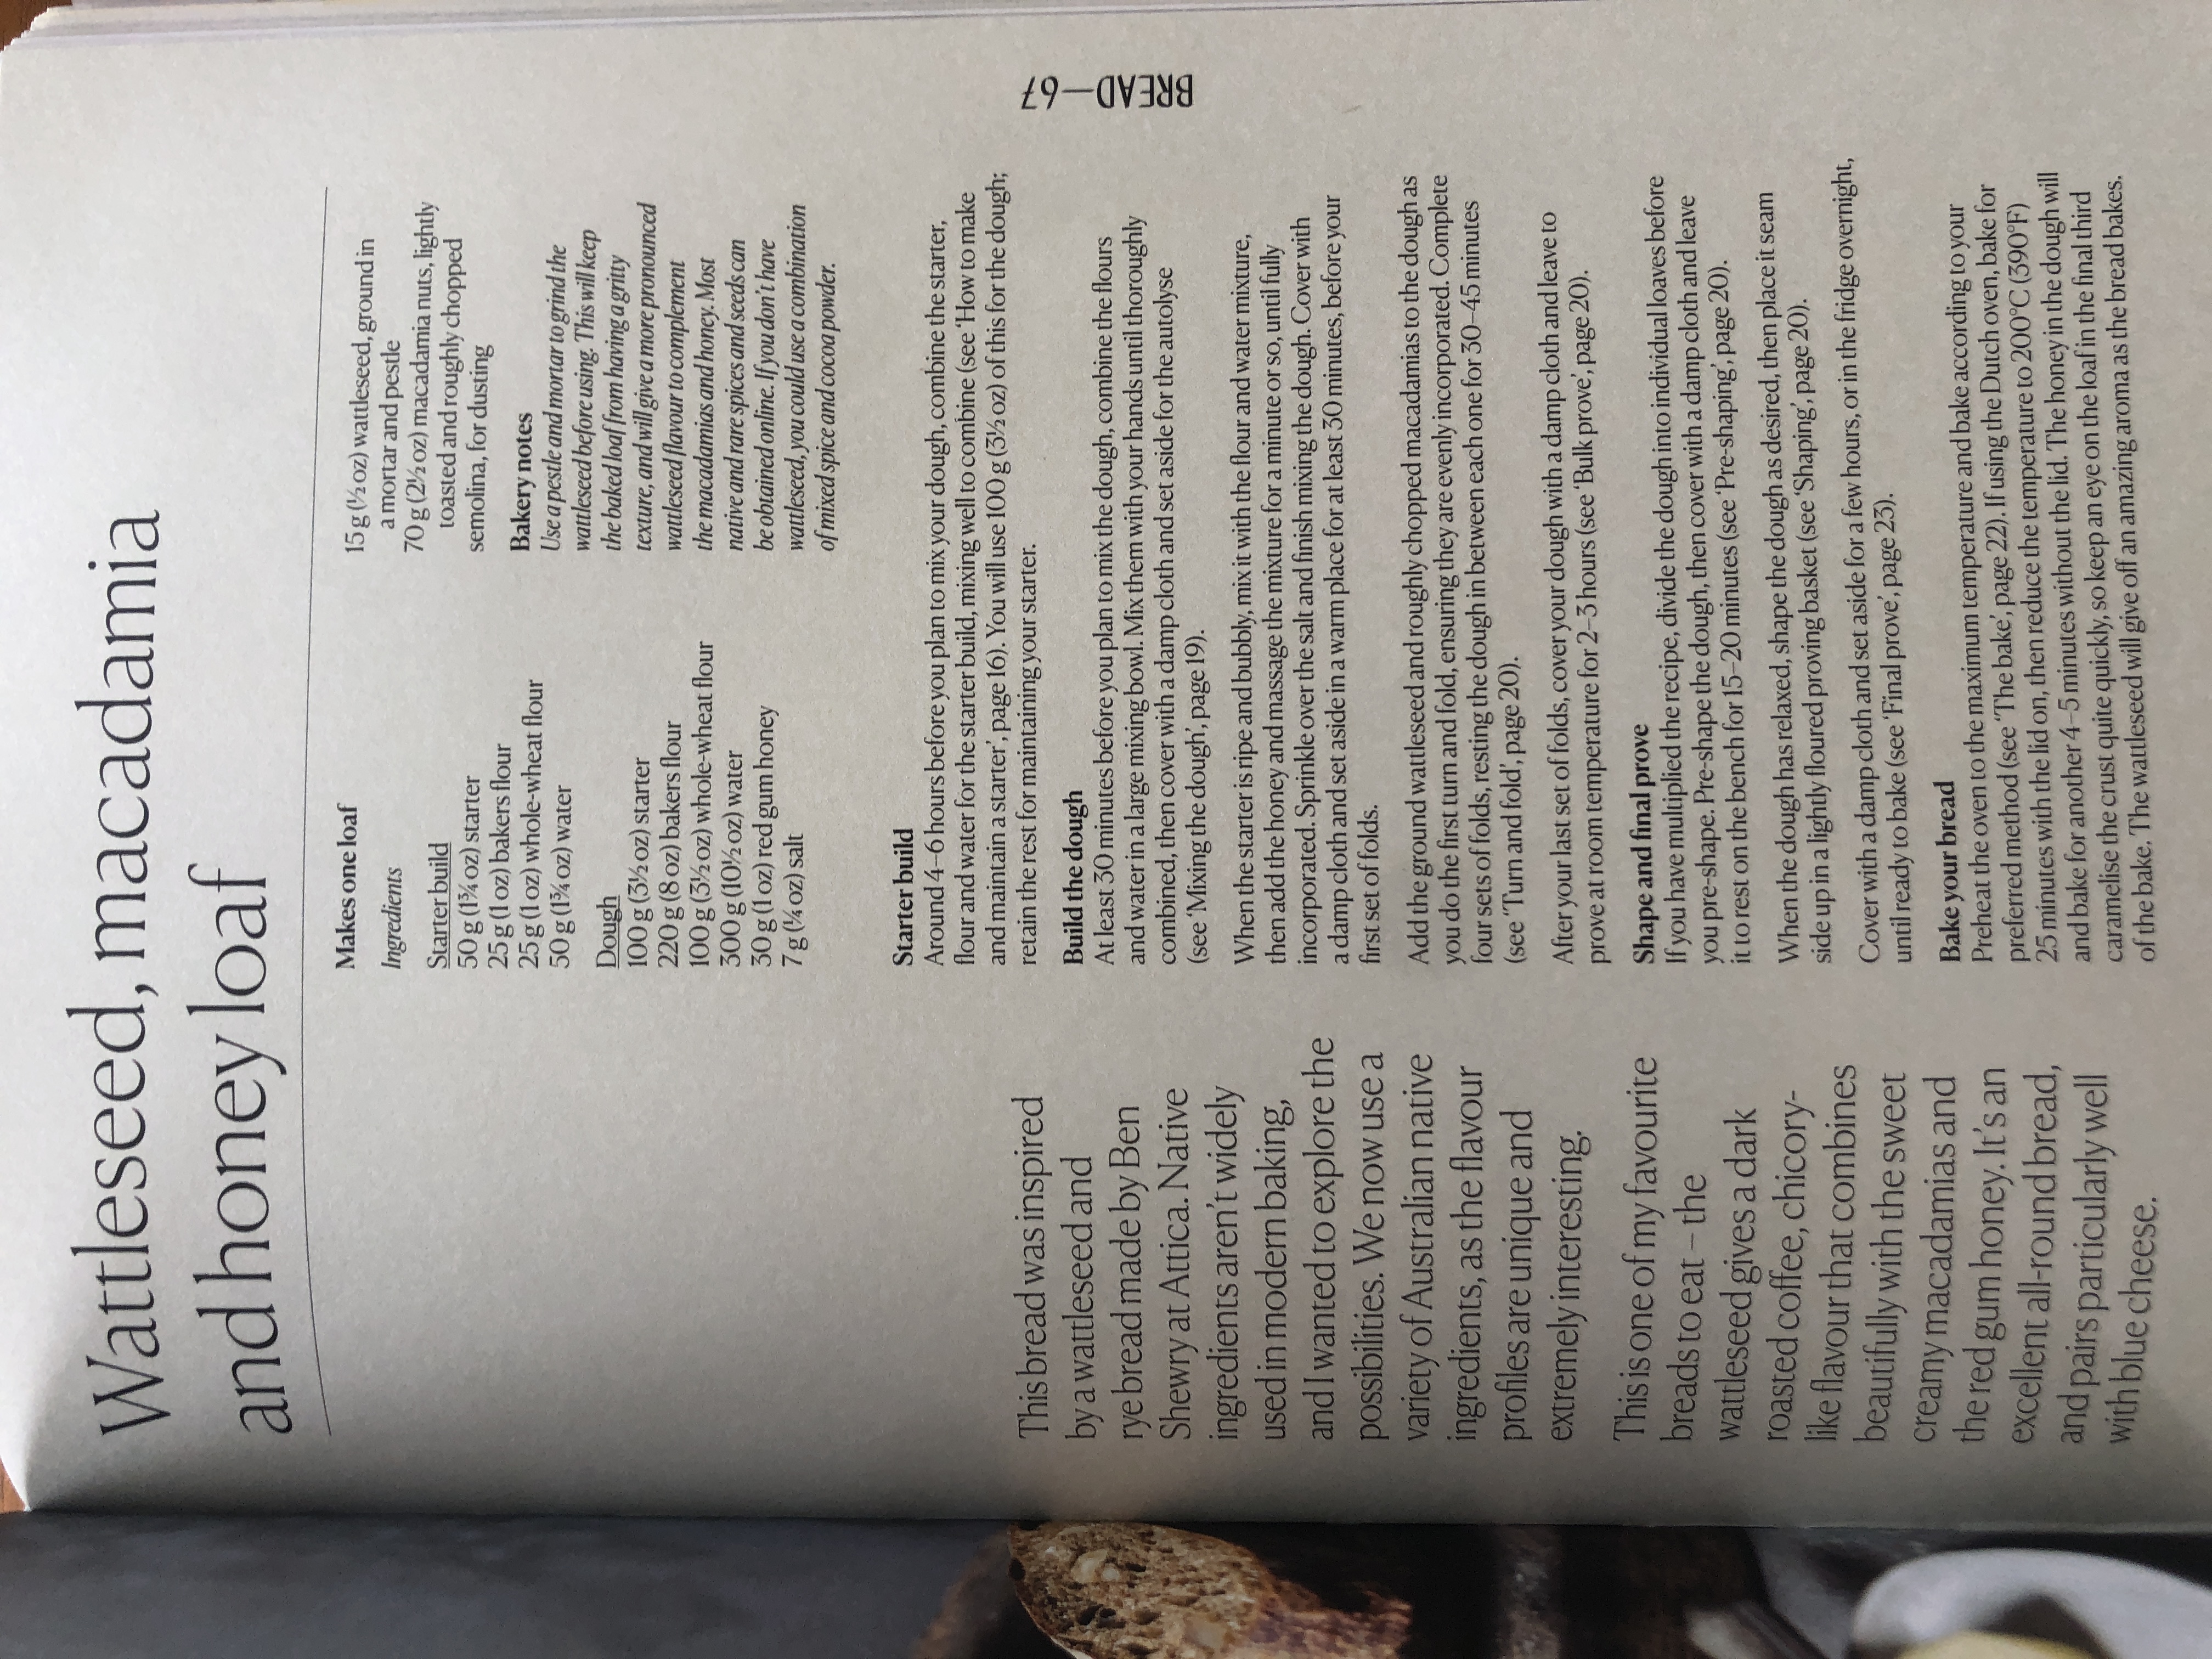 Wattleseed, macadamia
and honey loaf
Makes one loaf
Ingredients
Starter build
50 g (1¾ oz) starter
25 g (1 oz) bakers flour
25 g (1 oz) whole-wheat flour
50 g (1¾ oz) water
Dough
100 g (3½ oz) starter
220 g (8 oz) bakers flour
100 g (3½ oz) whole-wheat flour
300 g (10½ oz) water
30 g (1 oz) red gum honey
7 g (¼ oz) salt
15 g (½ oz) wattleseed, ground in
a mortar and pestle
70 g (2½ oz) macadamia nuts, lightly
toasted and roughly chopped
semolina, for dusting
Bakery notes
Use a pestle and mortar to grind the
wattleseed before using. This will keep
the baked loaf from having a gritty
texture, and will give a more pronounced
wattleseed flavour to complement
the macadamias and honey. Most
native and rare spices and seeds can
be obtained online. If you don't have
wattleseed, you could use a combination
of mixed spice and cocoa powder.
This bread was inspired
by a wattleseed and
rye bread made by Ben
Shewry at Attica. Native
ingredients aren't widely
used in modern baking,
and I wanted to explore the
possibilities. We now use a
variety of Australian native
ingredients, as the flavour
profiles are unique and
extremely interesting.
This is one of my favourite
breads to eat – the
wattleseed gives a dark
roasted coffee, chicory-
like flavour that combines
beautifully with the sweet
creamy macadamias and
the red gum honey. It's an
excellent all-round bread,
and pairs particularly well
with blue cheese.
Starter build
Around 4–6 hours before you plan to mix your dough, combine the starter,
flour and water for the starter build, mixing well to combine (see 'How to make
and maintain a starter', page 16). You will use 100 g (3½ oz) of this for the dough;
retain the rest for maintaining your starter.
Build the dough
At least 30 minutes before you plan to mix the dough, combine the flours
and water in a large mixing bowl. Mix them with your hands until thoroughly
combined, then cover with a damp cloth and set aside for the autolyse
(see 'Mixing the dough', page 19).
When the starter is ripe and bubbly, mix it with the flour and water mixture,
then add the honey and massage the mixture for a minute or so, until fully
incorporated. Sprinkle over the salt and finish mixing the dough. Cover with
a damp cloth and set aside in a warm place for at least 30 minutes, before your
first set of folds.
Add the ground wattleseed and roughly chopped macadamias to the dough as
you do the first turn and fold, ensuring they are evenly incorporated. Complete
four sets of folds, resting the dough in between each one for 30–45 minutes
(see 'Turn and fold', page 20).
After your last set of folds, cover your dough with a damp cloth and leave to
prove at room temperature for 2–3 hours (see 'Bulk prove', page 20).
Shape and final prove
If you have multiplied the recipe, divide the dough into individual loaves before
you pre-shape. Pre-shape the dough, then cover with a damp cloth and leave
it to rest on the bench for 15–20 minutes (see 'Pre-shaping', page 20).
When the dough has relaxed, shape the dough as desired, then place it seam
side up in a lightly floured proving basket (see 'Shaping', page 20).
Cover with a damp cloth and set aside for a few hours, or in the fridge overnight,
until ready to bake (see 'Final prove', page 23).
Bake your bread
Preheat the oven to the maximum temperature and bake according to your
preferred method (see 'The bake', page 22). If using the Dutch oven, bake for
25 minutes with the lid on, then reduce the temperature to 200°C (390°F)
and bake for another 4–5 minutes without the lid. The honey in the dough will
caramelise the crust quite quickly, so keep an eye on the loaf in the final third
of the bake. The wattleseed will give off an amazing aroma as the bread bakes.
BREAD—67